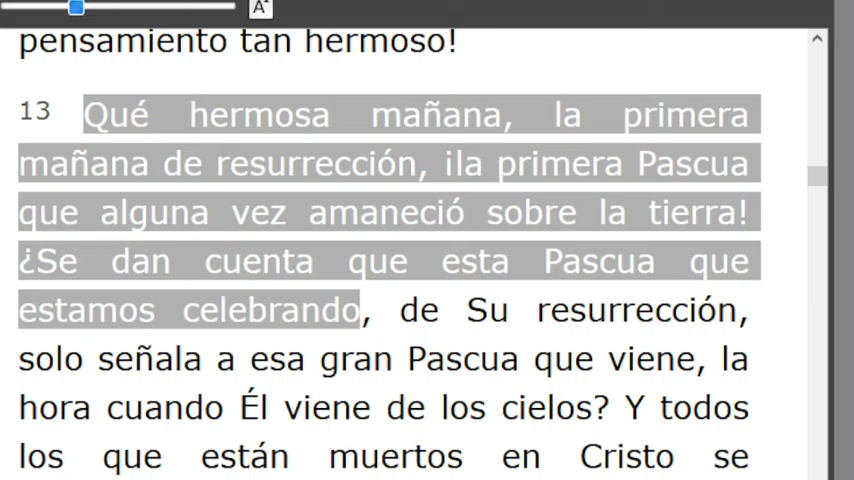 A
pensamiento tan hermoso!
13 Qué hermosa mañana, la primera
mañana de resurrección, ¡la primera Pascua
que alguna vez amaneció sobre la tierra!
¿Se dan cuenta que esta Pascua que
estamos celebrando, de Su resurrección,
solo señala a esa gran Pascua que viene, la
hora cuando Él viene de los cielos? Y todos
los que están muertos en Cristo se